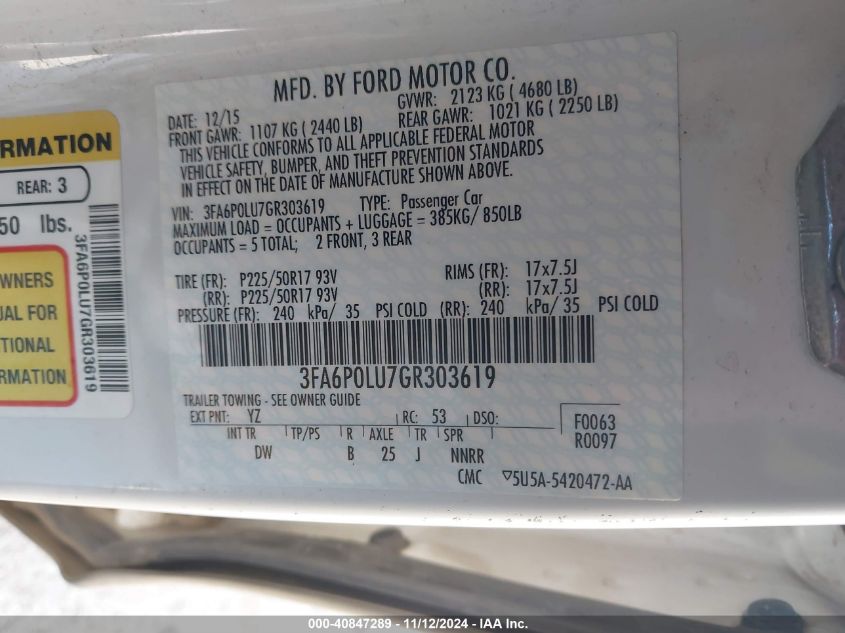 RMATION
REAR: 3
50 lbs.
WNERS
UAL FOR
TIONAL
RMATION
3FA6P0LU7GR303619
MFD. BY FORD MOTOR CO.
DATE: 12/15 GVWR: 2123 KG ( 4680 LB)
FRONT GAWR: 1107 KG ( 2440 LB) REAR GAWR: 1021 KG ( 2250 LB)
THIS VEHICLE CONFORMS TO ALL APPLICABLE FEDERAL MOTOR
VEHICLE SAFETY, BUMPER, AND THEFT PREVENTION STANDARDS
IN EFFECT ON THE DATE OF MANUFACTURE SHOWN ABOVE.
VIN: 3FA6P0LU7GR303619 TYPE: Passenger Car
MAXIMUM LOAD = OCCUPANTS + LUGGAGE = 385KG/ 850LB
OCCUPANTS = 5 TOTAL; 2 FRONT, 3 REAR
TIRE (FR): P225/50R17 93V RIMS (FR): 17x7.5J
(RR): P225/50R17 93V (RR): 17x7.5J
PRESSURE (FR): 240 kPa/ 35 PSI COLD (RR): 240 kPa/ 35 PSI COLD
3FA6P0LU7GR303619
TRAILER TOWING - SEE OWNER GUIDE
EXT PNT: YZ RC: 53 DSO: F0063
INT TR TP/PS R AXLE TR SPR R0097
DW B 25 J NNRR
CMC ▽5U5A-5420472-AA
000-40847289 - 11/12/2024 - IAA Inc.